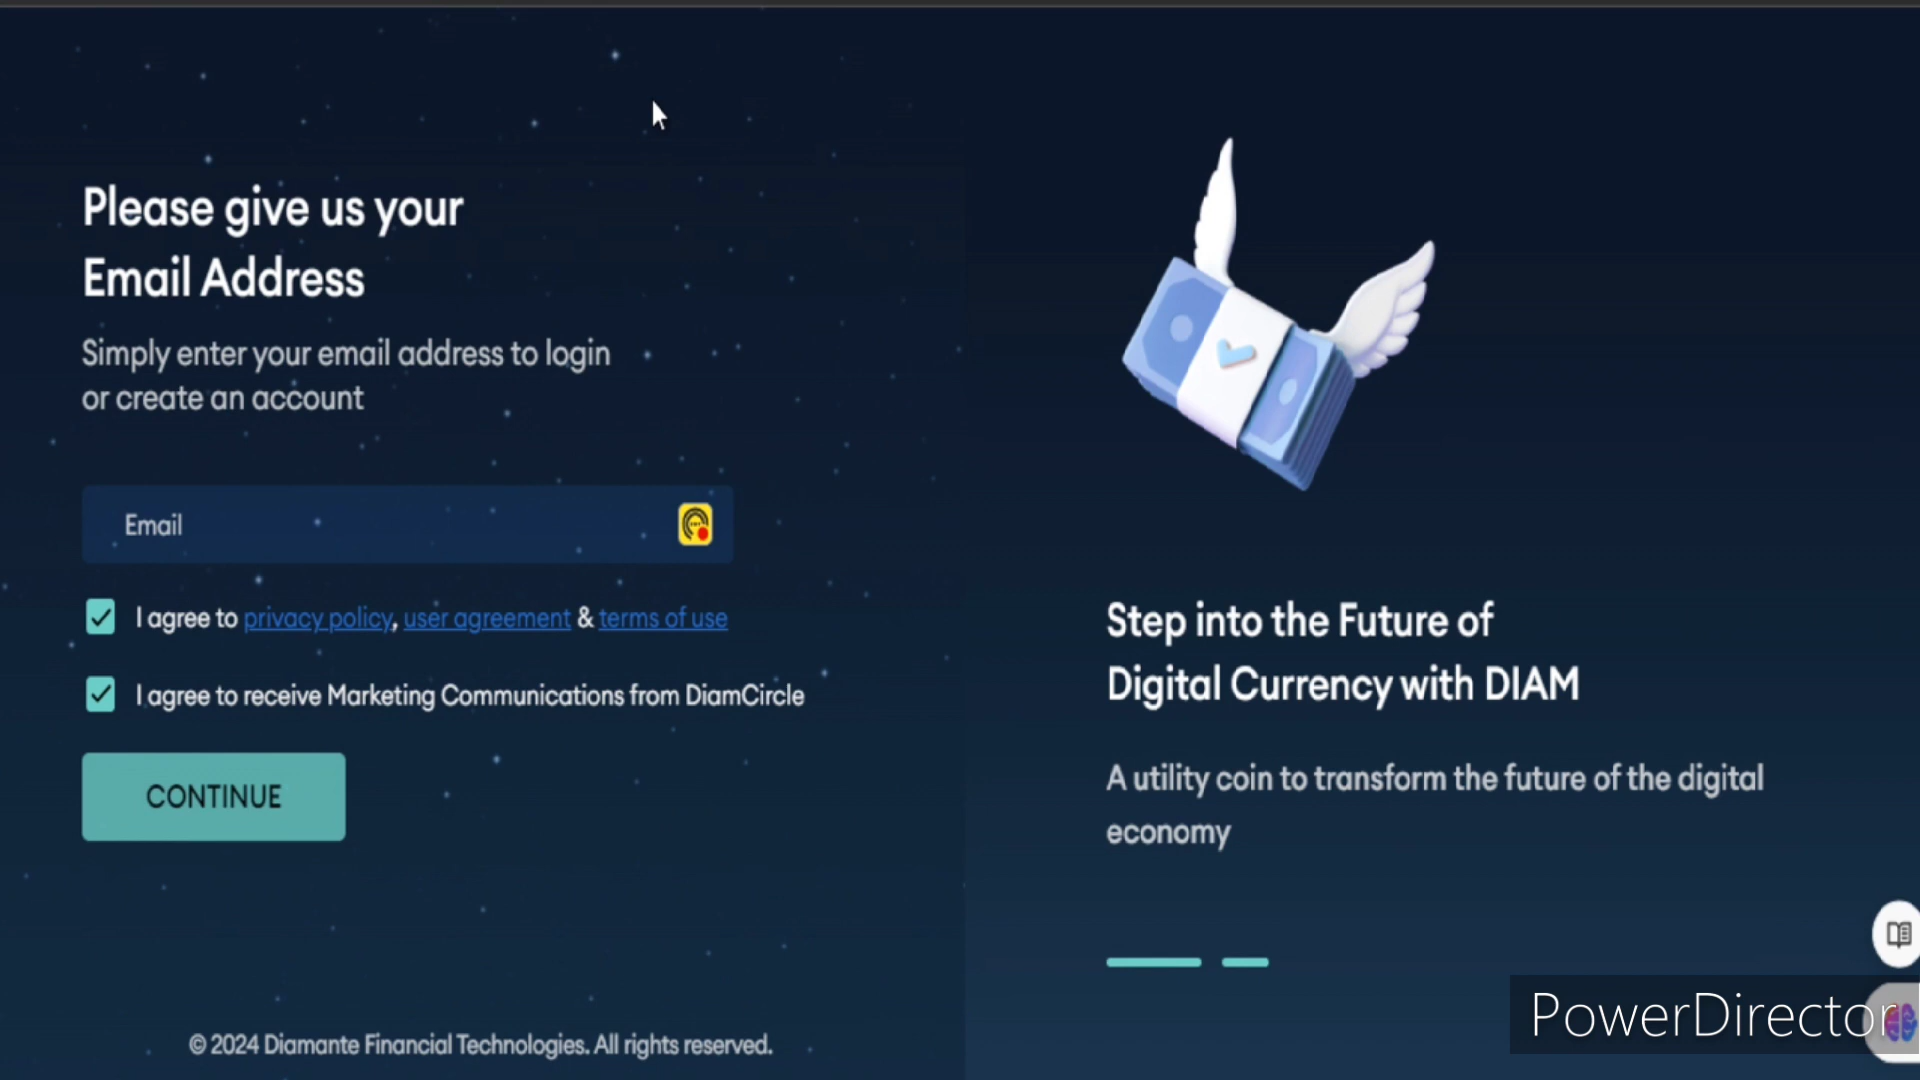 Please give us your
Email Address
Simply enter your email address to login
or create an account
Email
I agree to privacy policy, user agreement & terms of use
I agree to receive Marketing Communications from DiamCircle
CONTINUE
© 2024 Diamante Financial Technologies. All rights reserved.
Step into the Future of
Digital Currency with DIAM
A utility coin to transform the future of the digital
economy
PowerDirector